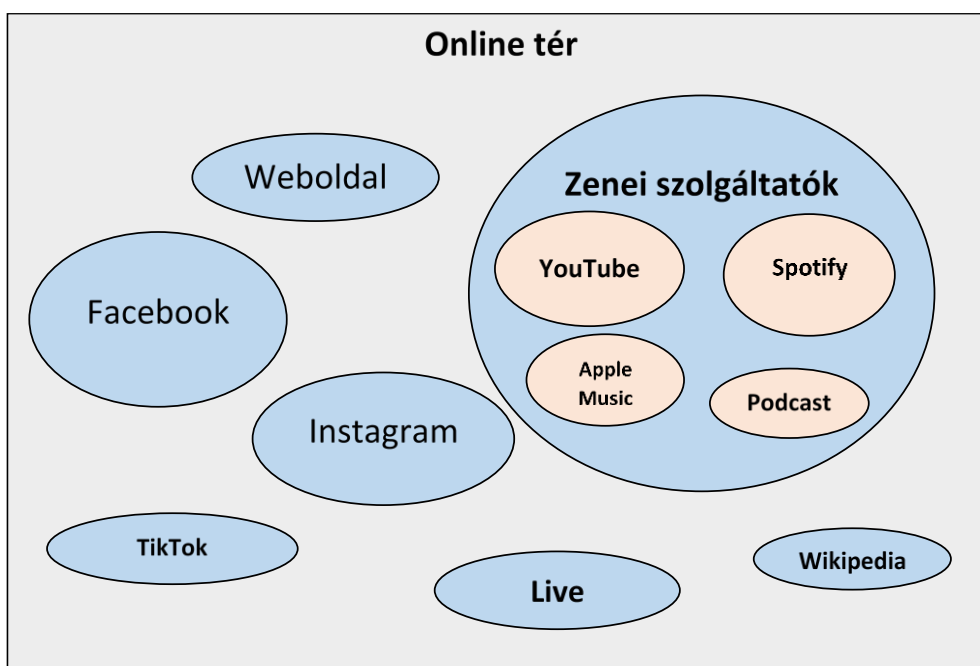 Online tér
Weboldal
Zenei szolgáltatók
YouTube
Spotify
Facebook
Apple
Music
Podcast
Instagram
TikTok
Live
Wikipedia